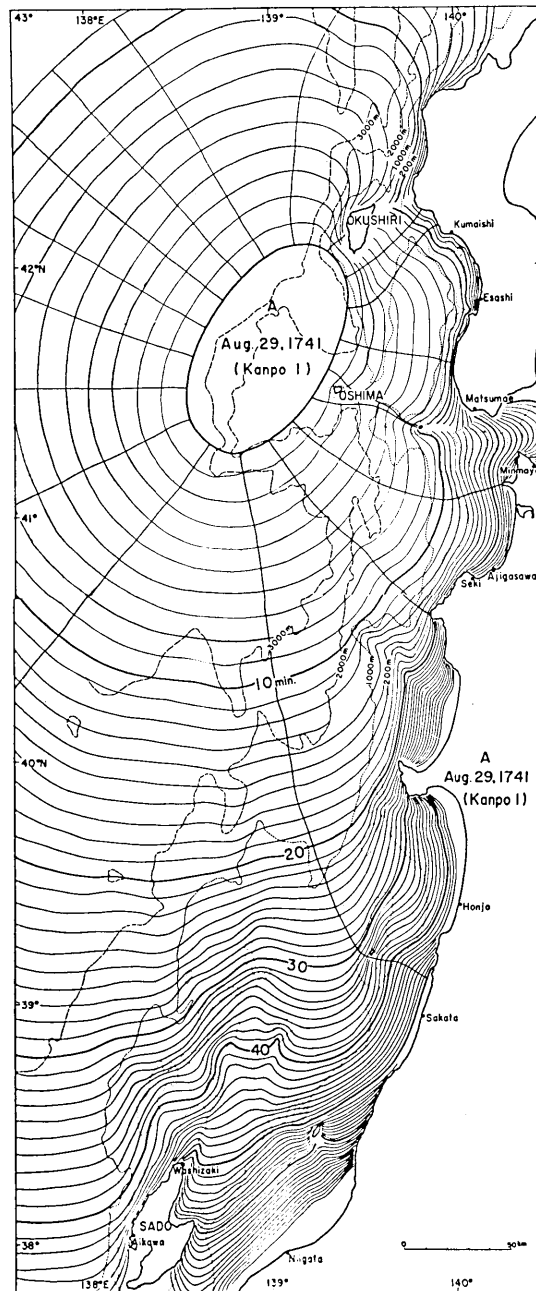 43°
138°E
139°
140°
3000m
2000m
1000m
200m
OKUSHIRI
Kumaishi
42°N
A
Esashi
Aug. 29, 1741
(Kanpo 1)
OSHIMA
Matsumae
Minmaya
41°
Seki
Ajigasawa
3000m
2000m
1000m
200m
10 min.
40°N
A
Aug. 29, 1741
(Kanpo 1)
20
Honjo
30
39°
Sakata
40
Washizaki
SADO
Aikawa
38°
Niigata
0
50km
138°E
139°
140°